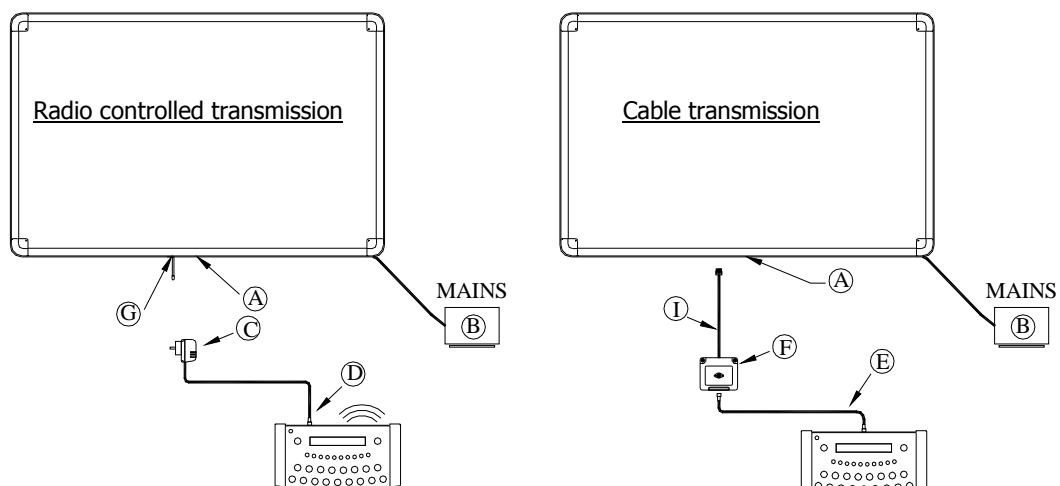 Radio controlled transmission
G
A
MAINS
B
C
D
Cable transmission
A
MAINS
B
I
F
E